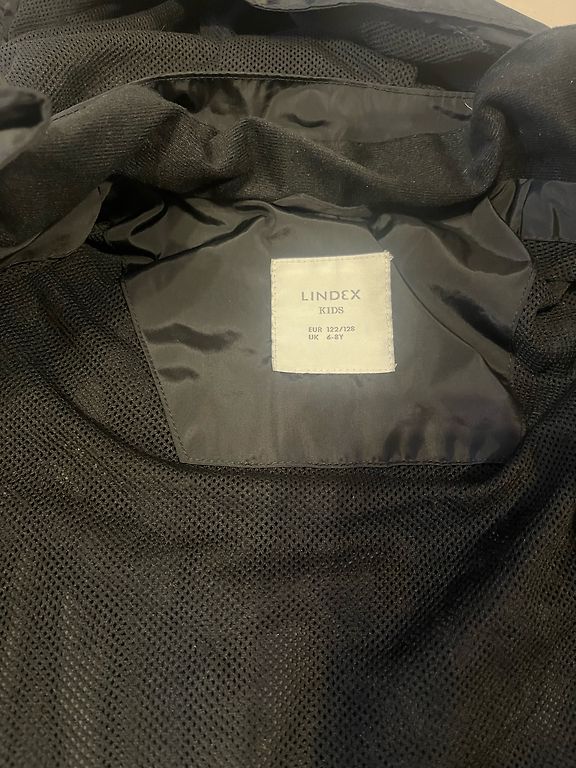 LINDEX
KIDS
EUR 122/128
UK 6-8Y